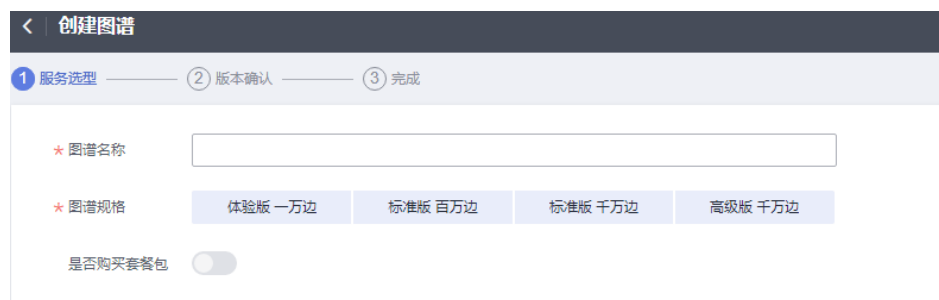 创建图谱
1 服务选型 2 版本确认 3 完成
* 图谱名称
* 图谱规格 体验版 一万边 标准版 百万边 标准版 千万边 高级版 千万边
是否购买套餐包